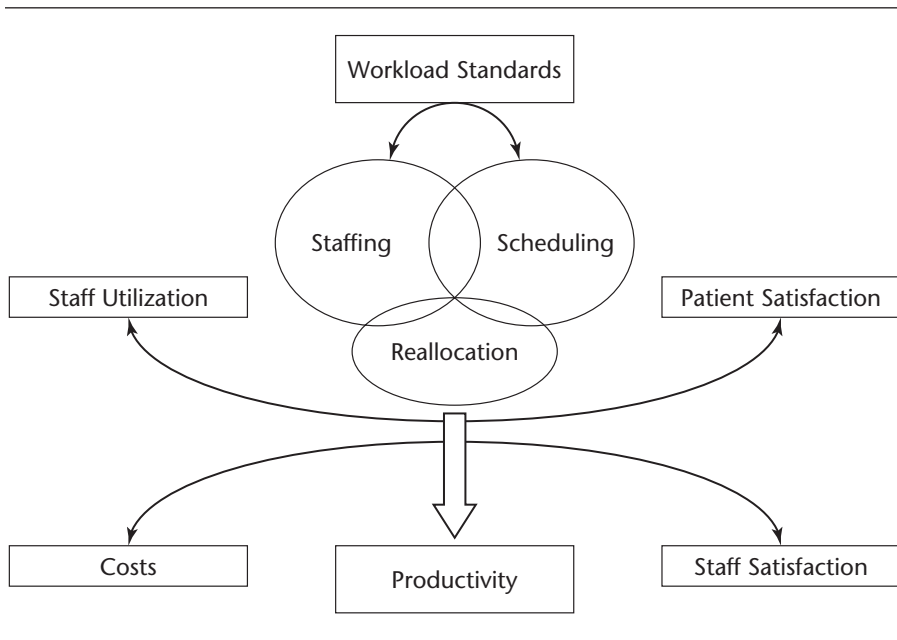 Workload Standards
Staffing
Scheduling
Staff Utilization
Patient Satisfaction
Reallocation
Costs
Productivity
Staff Satisfaction